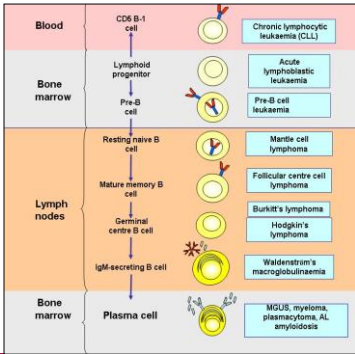 Blood
CD5 B-1
cell
Chronic lymphocytic
leukaemia (CLL)
Bone
marrow
Lymphoid
progenitor
Acute
lymphoblastic
leukaemia
Pre-B
cell
Pre-B cell
leukaemia
Lymph
nodes
Resting naive B
cell
Mantle cell
lymphoma
Mature memory B
cell
Follicular centre cell
lymphoma
Germinal
centre B cell
Burkitt's lymphoma
Hodgkin's
lymphoma
IgM-secreting B cell
Waldenström's
macroglobulinaemia
Bone
marrow
Plasma cell
MGUS, myeloma,
plasmacytoma, AL
amyloidosis